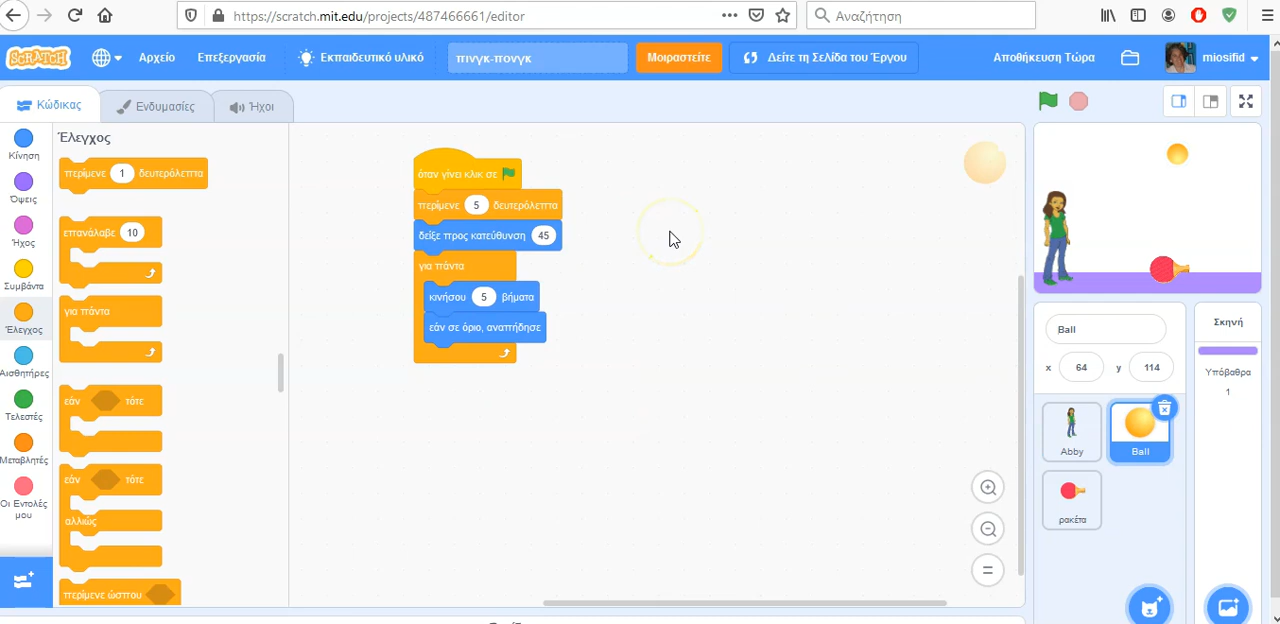 https://scratch.mit.edu/projects/487466661/editor
Αναζήτηση
SCRATCH
Αρχείο
Επεξεργασία
Εκπαιδευτικό υλικό
πινγκ-πονγκ
Μοιραστείτε
Δείτε τη Σελίδα του Έργου
Αποθήκευση Τώρα
miosifid
Κώδικας
Ενδυμασίες
Ήχοι
Κίνηση
Όψεις
Ήχος
Συμβάντα
Έλεγχος
Αισθητήρες
Τελεστές
Μεταβλητές
Οι Εντολές
μου
Έλεγχος
περίμενε 1 δευτερόλεπτα
επανάλαβε 10
για πάντα
εάν τότε
εάν τότε
αλλιώς
περίμενε ώσπου
όταν γίνει κλικ σε
περίμενε 5 δευτερόλεπτα
δείξε προς κατεύθυνση 45
για πάντα
κινήσου 5 βήματα
εάν σε όριο, αναπήδησε
Ball
x 64 y 114
Abby
Ball
ρακέτα
Σκηνή
Υπόβαθρα
1